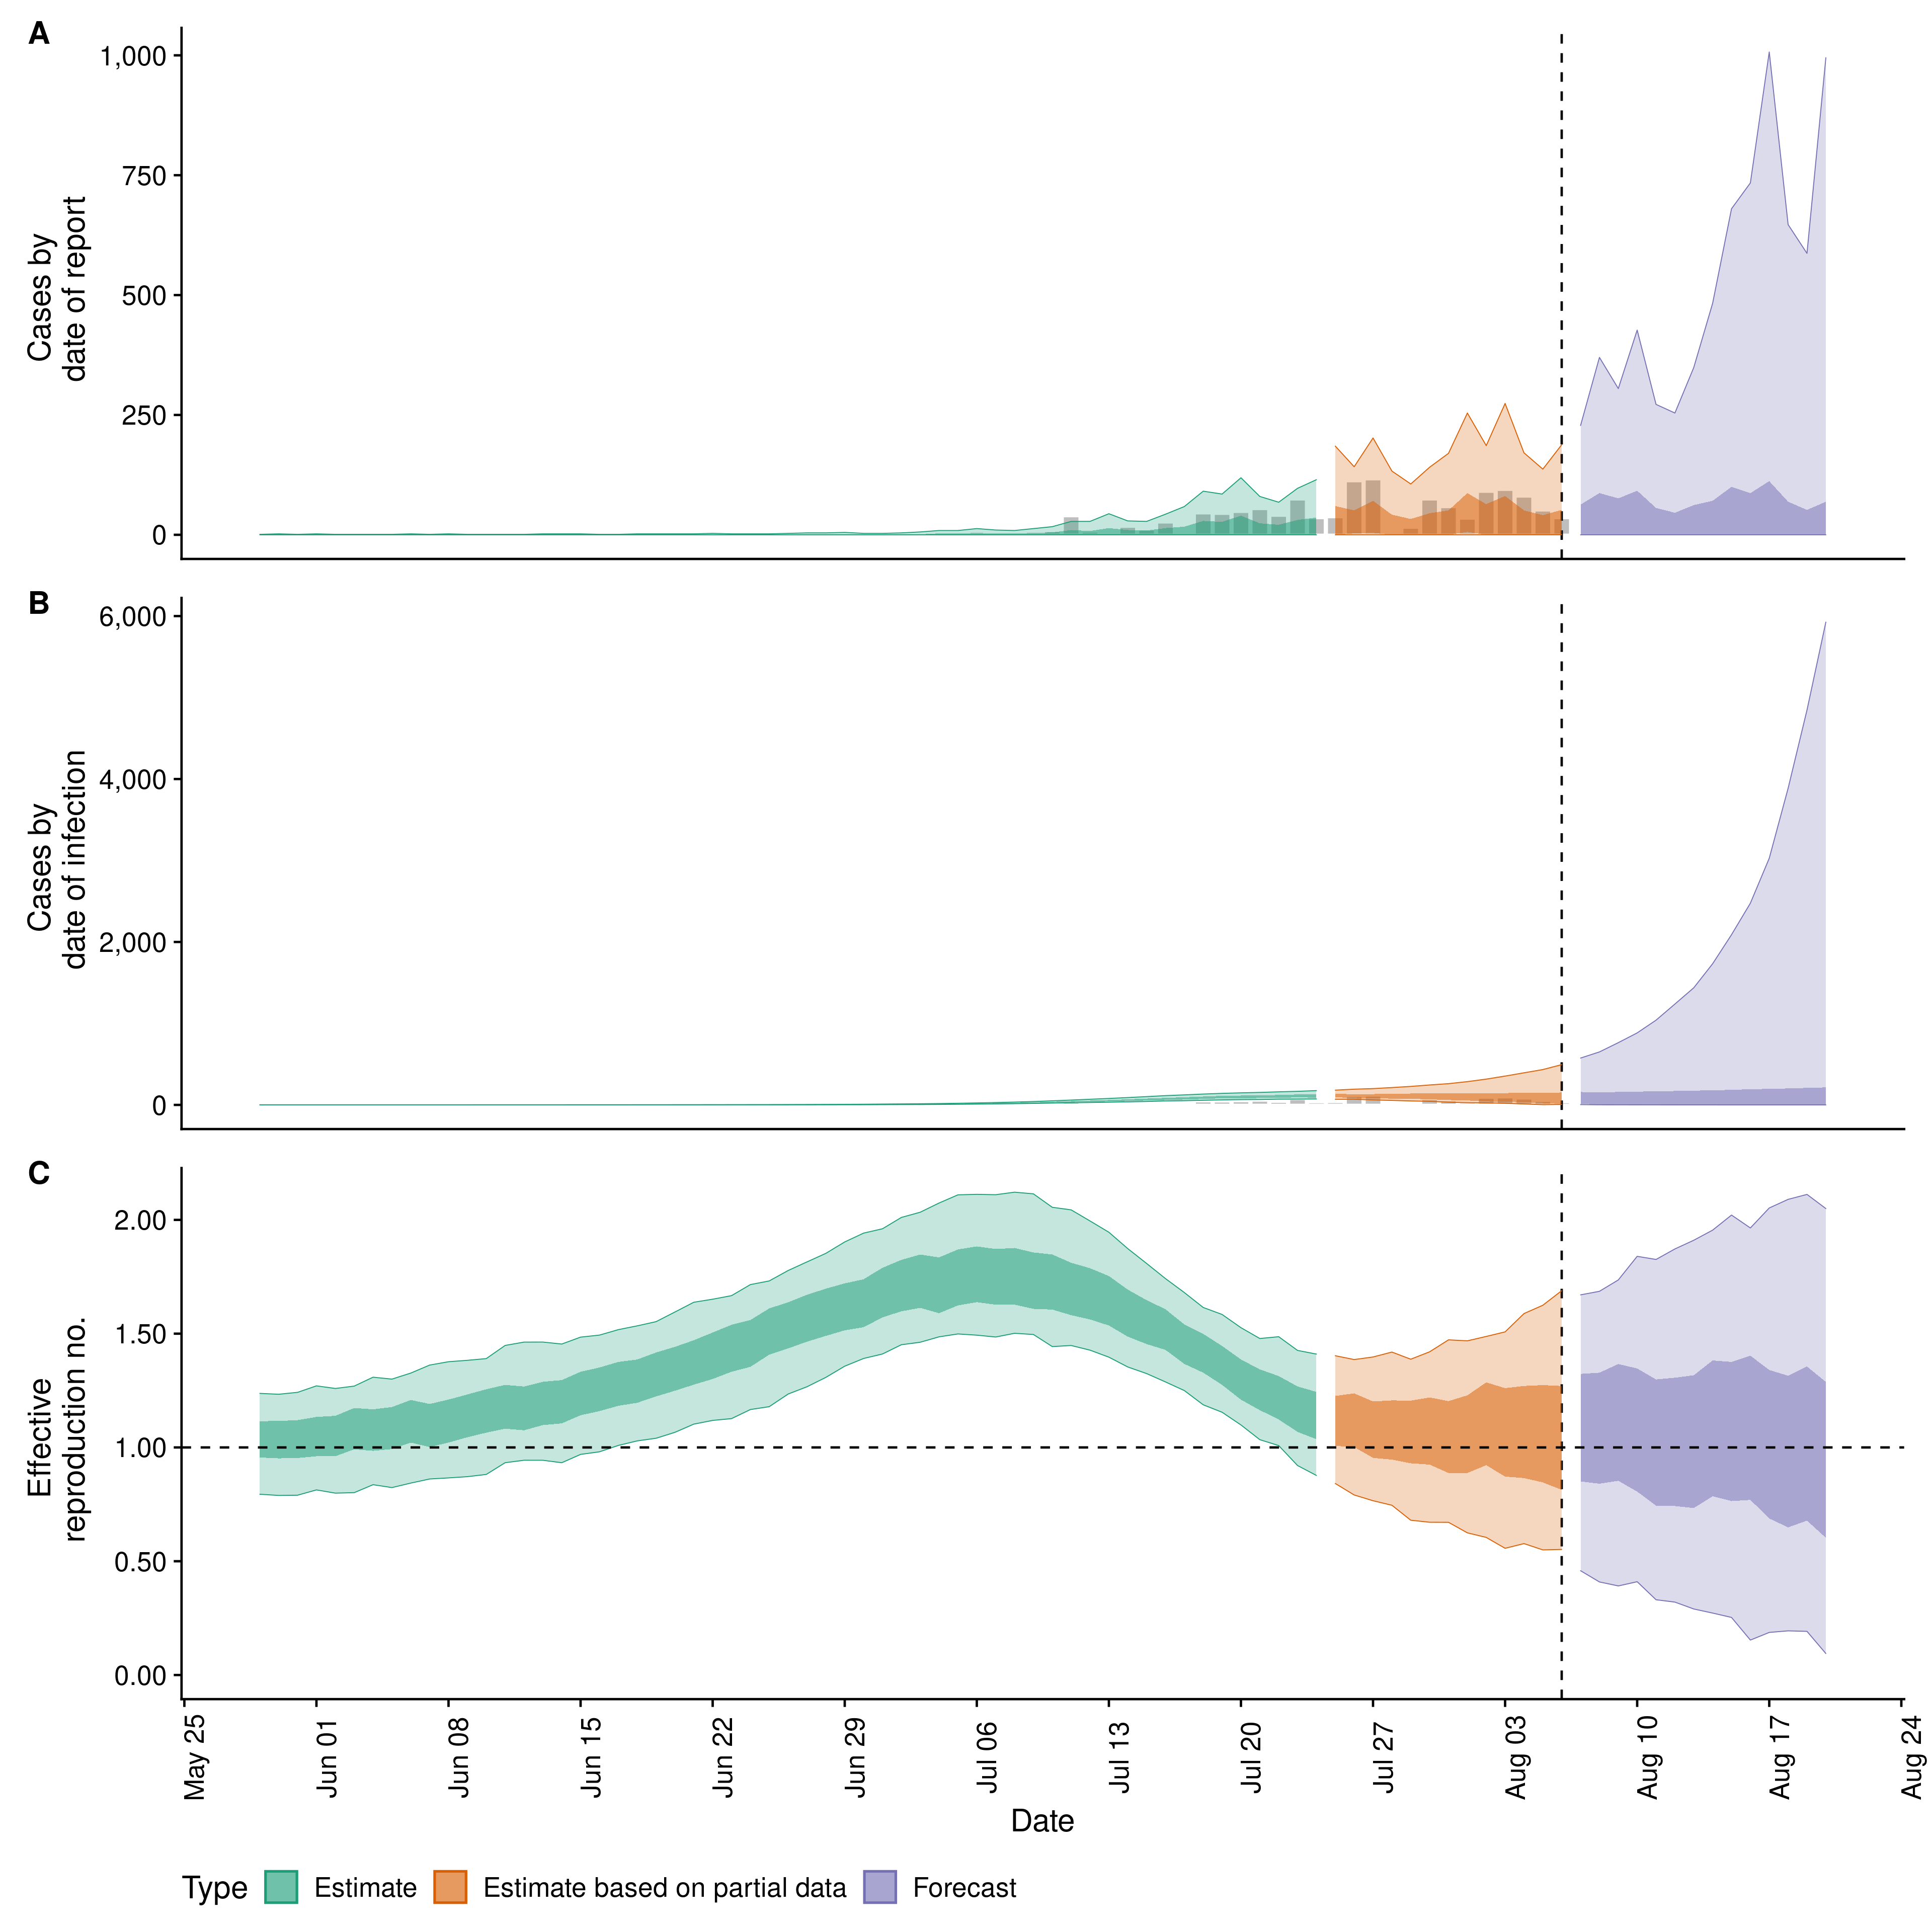 A
1,000
750
500
250
0
Cases by
date of report
B
6,000
4,000
2,000
0
Cases by
date of infection
C
2.00
1.50
1.00
0.50
0.00
Effective
reproduction no.
May 25
Jun 01
Jun 08
Jun 15
Jun 22
Jun 29
Jul 06
Jul 13
Jul 20
Jul 27
Aug 03
Aug 10
Aug 17
Aug 24
Date
Type Estimate Estimate based on partial data Forecast